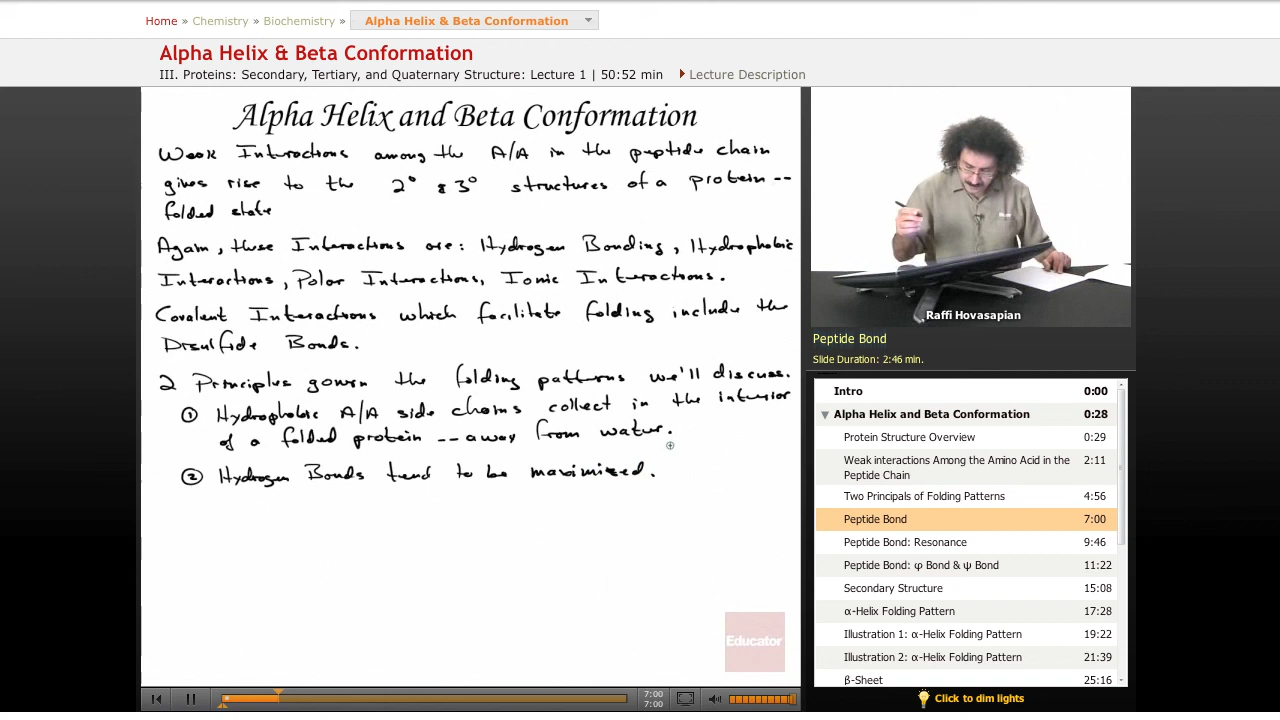 Home » Chemistry » Biochemistry » Alpha Helix & Beta Conformation
Alpha Helix & Beta Conformation
III. Proteins: Secondary, Tertiary, and Quaternary Structure: Lecture 1 | 50:52 min Lecture Description
Alpha Helix and Beta Conformation
Weak Interactions among the A/A in the peptide chain
gives rise to the 2° & 3° structures of a protein --
folded state
Again, these Interactions are: Hydrogen Bonding, Hydrophobic
Interactions, Polar Interactions, Ionic Interactions.
Covalent Interactions which facilitate folding include the
Disulfide Bonds.
2 Principles govern the folding patterns we'll discuss.
① Hydrophobic A/A side chains collect in the interior
of a folded protein -- away from water.
② Hydrogen Bonds tend to be maximized.
Educator
7:00
7:00
Raffi Hovasapian
Peptide Bond
Slide Duration: 2:46 min.
Intro 0:00
Alpha Helix and Beta Conformation 0:28
Protein Structure Overview 0:29
Weak interactions Among the Amino Acid in the 2:11
Peptide Chain
Two Principals of Folding Patterns 4:56
Peptide Bond 7:00
Peptide Bond: Resonance 9:46
Peptide Bond: φ Bond & ψ Bond 11:22
Secondary Structure 15:08
α-Helix Folding Pattern 17:28
Illustration 1: α-Helix Folding Pattern 19:22
Illustration 2: α-Helix Folding Pattern 21:39
β-Sheet 25:16
Click to dim lights